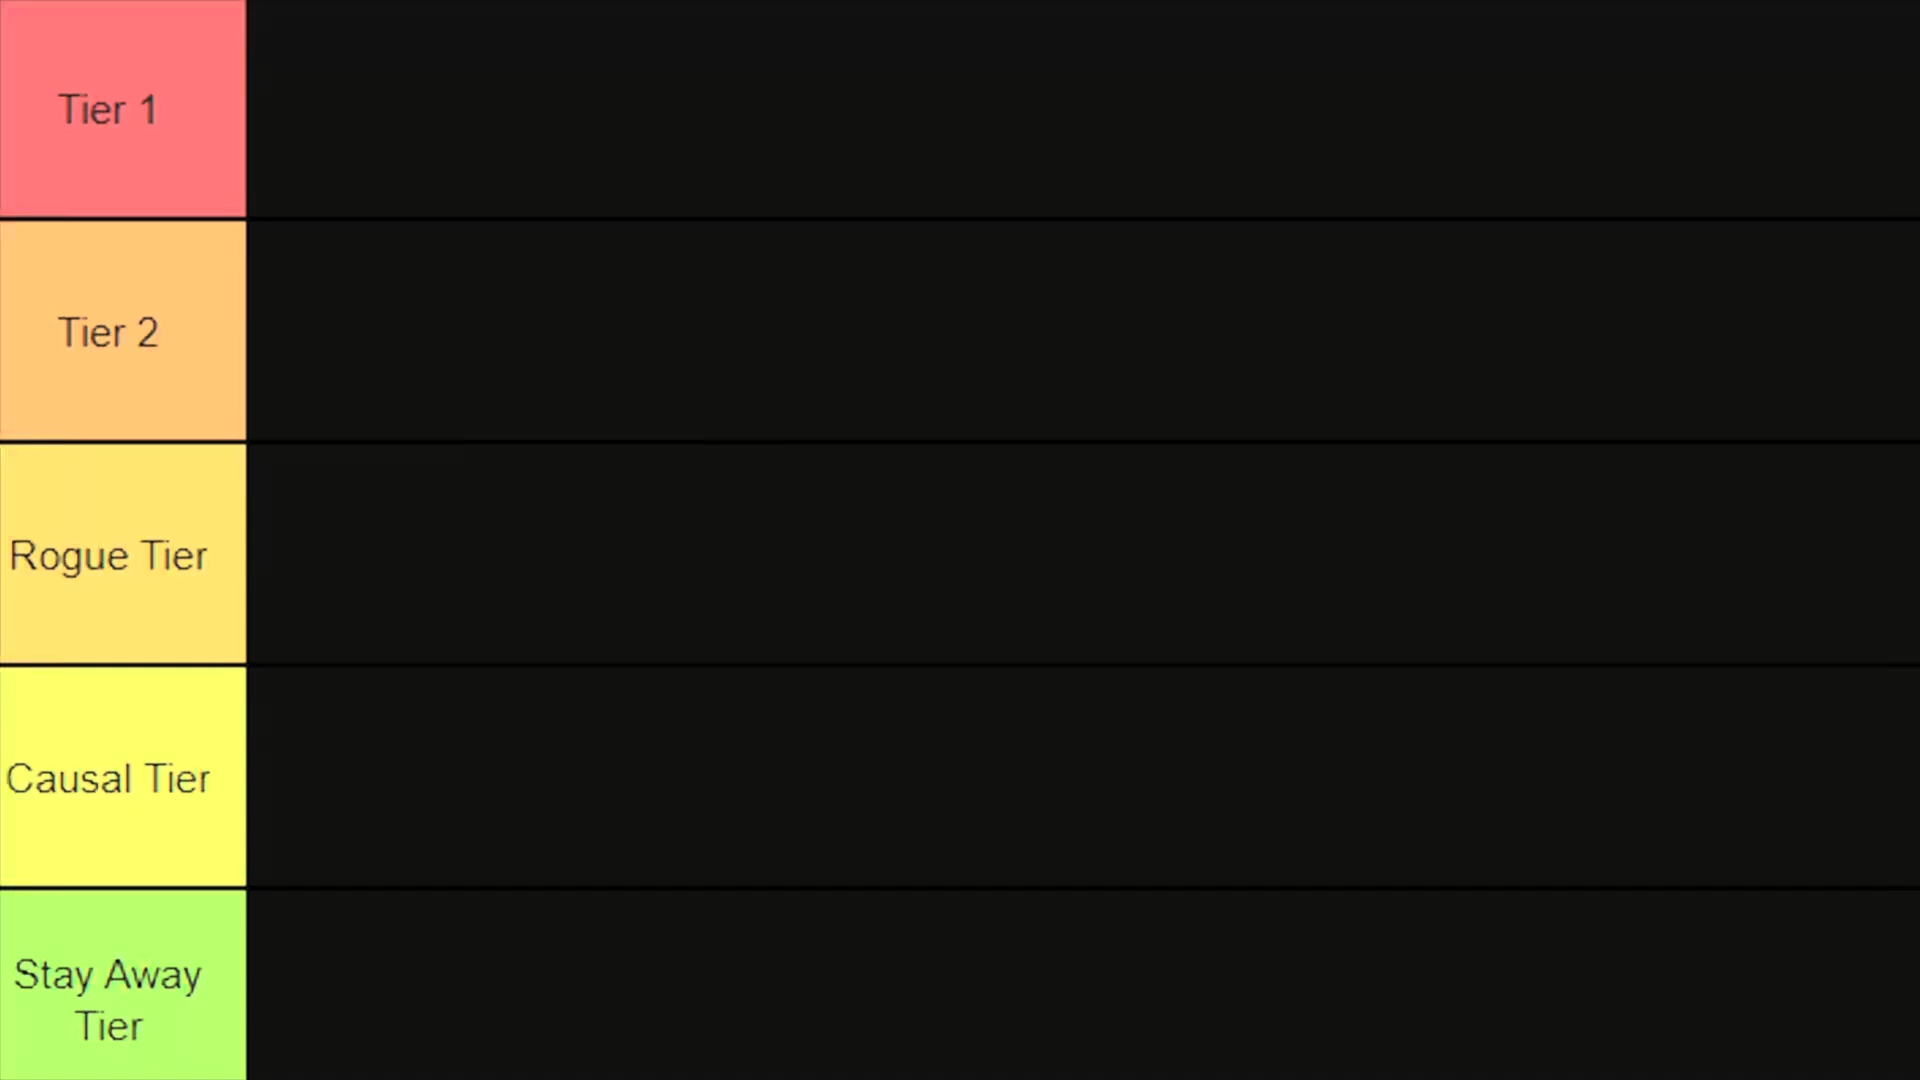 Tier 1
Tier 2
Rogue Tier
Causal Tier
Stay Away
Tier